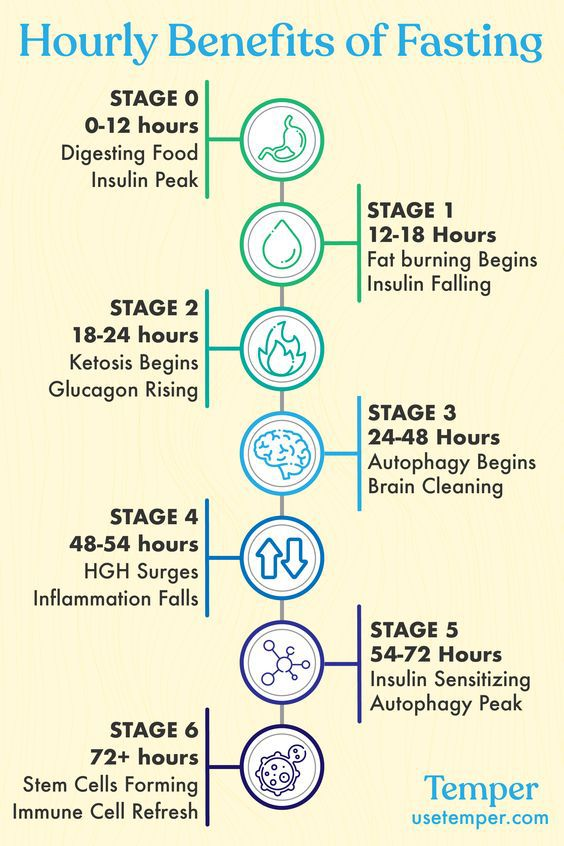 Hourly Benefits of Fasting
STAGE 0
0-12 hours
Digesting Food
Insulin Peak
STAGE 1
12-18 Hours
Fat burning Begins
Insulin Falling
STAGE 2
18-24 hours
Ketosis Begins
Glucagon Rising
STAGE 3
24-48 Hours
Autophagy Begins
Brain Cleaning
STAGE 4
48-54 hours
HGH Surges
Inflammation Falls
STAGE 5
54-72 Hours
Insulin Sensitizing
Autophagy Peak
STAGE 6
72+ hours
Stem Cells Forming
Immune Cell Refresh
Temper
usetemper.com